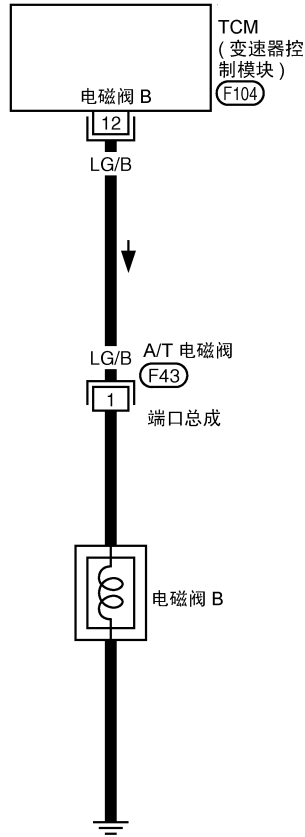 TCM
(变速器控
制模块)
F104
电磁阀 B
12
LG/B
LG/B
A/T 电磁阀
F43
1
端口总成
电磁阀 B